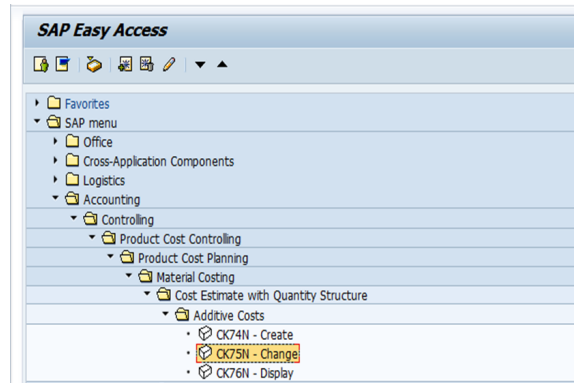 SAP Easy Access
Favorites
SAP menu
Office
Cross-Application Components
Logistics
Accounting
Controlling
Product Cost Controlling
Product Cost Planning
Material Costing
Cost Estimate with Quantity Structure
Additive Costs
CK74N - Create
CK75N - Change
CK76N - Display